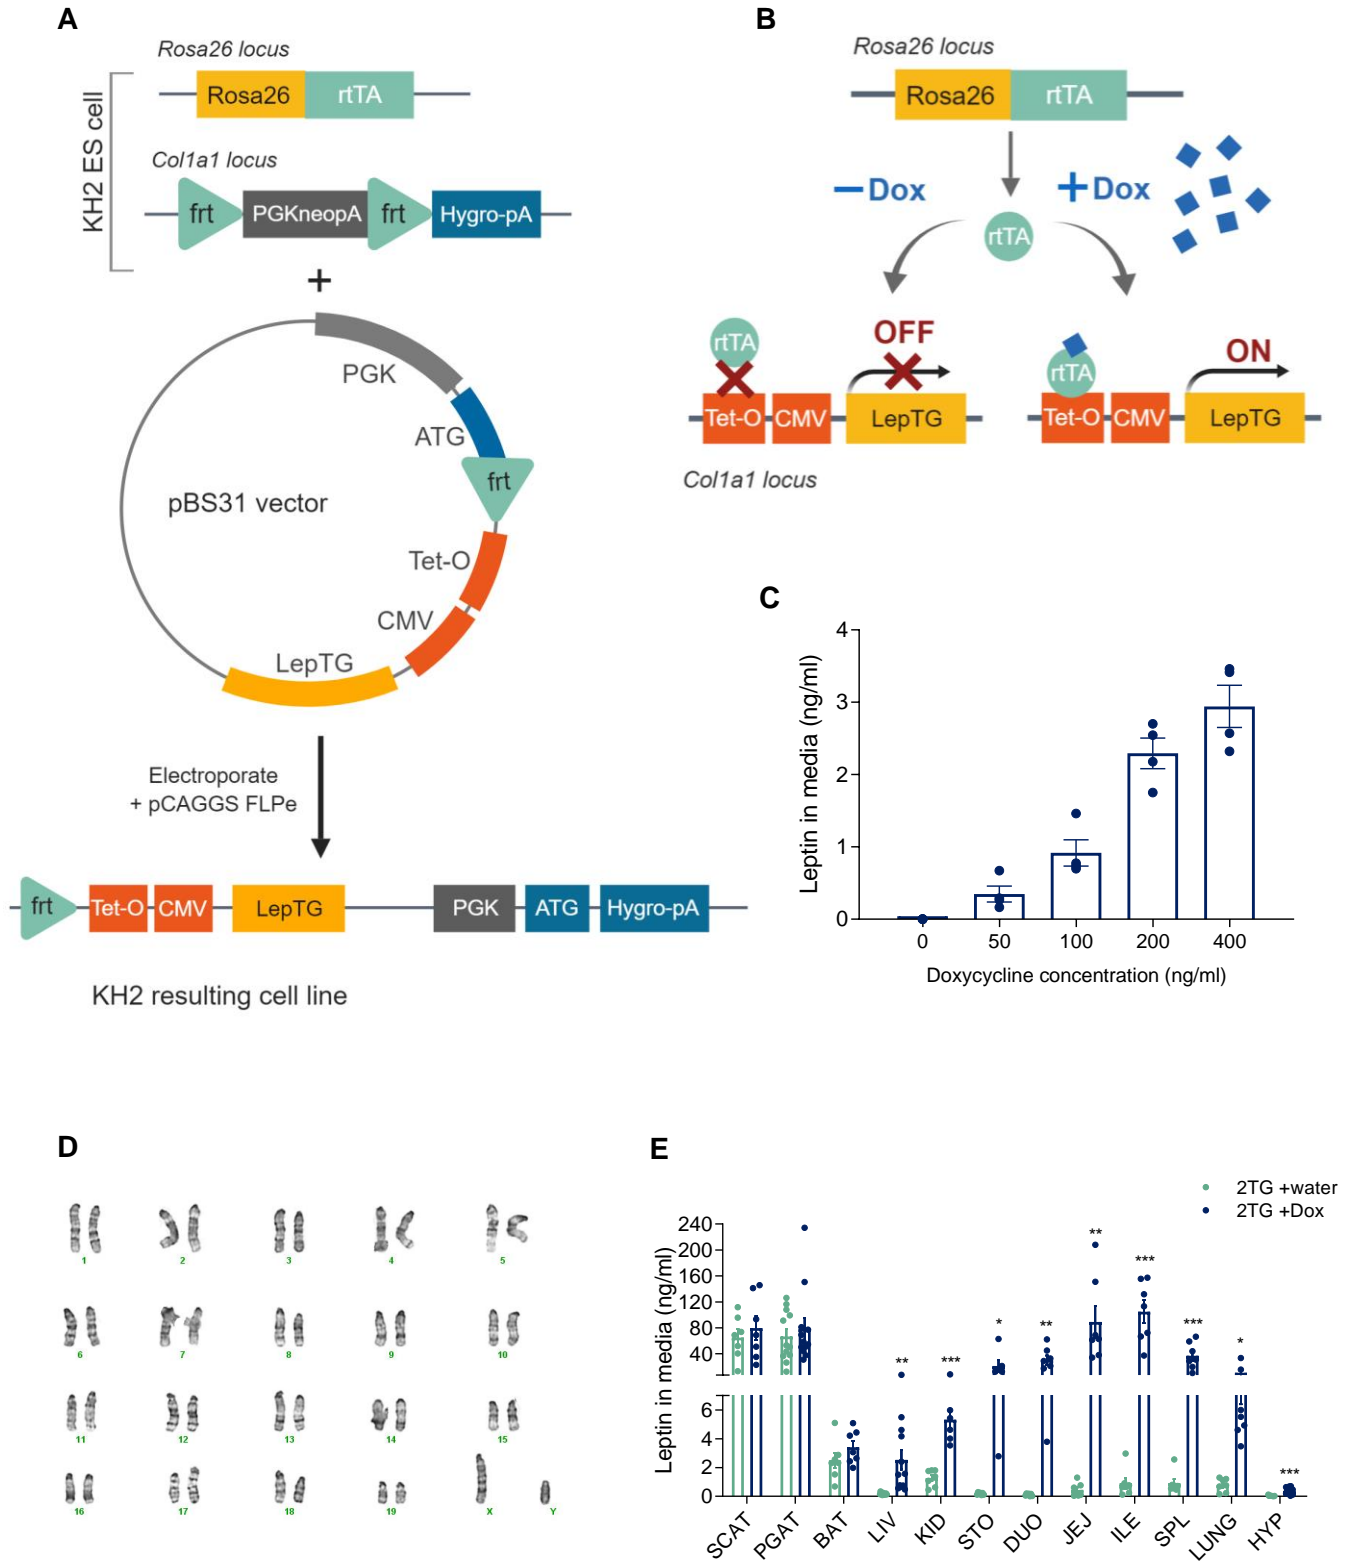 A
Rosa26 locus
Rosa26
rtTA
KH2 ES cell
Col1a1 locus
frt
PGKneopA
frt
Hygro-pA
+
PGK
ATG
frt
pBS31 vector
Tet-O
CMV
LepTG
Electroporate
+ pCAGGS FLPe
frt
Tet-O
CMV
LepTG
PGK
ATG
Hygro-pA
KH2 resulting cell line
B
Rosa26 locus
Rosa26
rtTA
−Dox
+Dox
rtTA
rtTA
OFF
Tet-O
CMV
LepTG
Col1a1 locus
rtTA
ON
Tet-O
CMV
LepTG
C
Leptin in media (ng/ml)
4
3
2
1
0
0 50 100 200 400
Doxycycline concentration (ng/ml)
D
1 2 3 4 5
6 7 8 9 10
11 12 13 14 15
16 17 18 19 X Y
E
2TG +water
2TG +Dox
Leptin in media (ng/ml)
240
200
160
120
80
40
6
4
2
0
** *** * ** ** *** *** * ***
SCAT PGAT BAT LIV KID STO DUO JEJ ILE SPL LUNG HYP